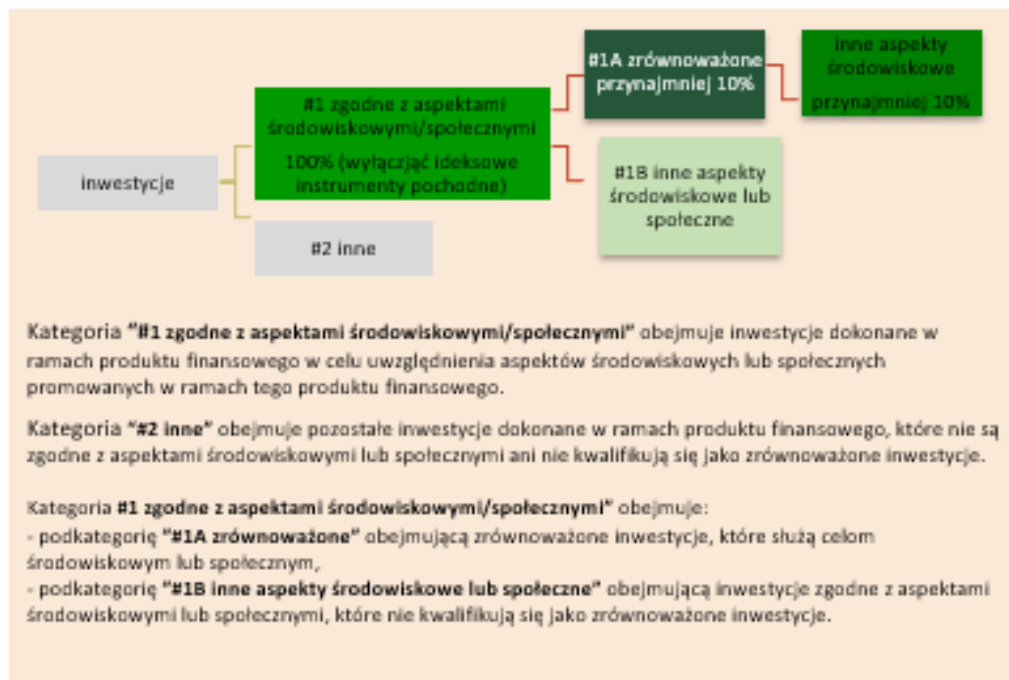 #1A zrównoważone
przynajmniej 10%
inne aspekty
środowiskowe
przynajmniej 10%
#1 zgodne z aspektami
środowiskowymi/społecznymi
100% (wyłącząjąć ideksowe
instrumenty pochodne)
inwestycje
#1B inne aspekty
środowiskowe lub
społeczne
#2 inne
Kategoria "#1 zgodne z aspektami środowiskowymi/społecznymi" obejmuje inwestycje dokonane w
ramach produktu finansowego w celu uwzględnienia aspektów środowiskowych lub społecznych
promowanych w ramach tego produktu finansowego.
Kategoria "#2 inne" obejmuje pozostałe inwestycje dokonane w ramach produktu finansowego, które nie są
zgodne z aspektami środowiskowymi lub społecznymi ani nie kwalifikują się jako zrównoważone inwestycje.
Kategoria #1 zgodne z aspektami środowiskowymi/społecznymi" obejmuje:
- podkategorię "#1A zrównoważone" obejmującą zrównoważone inwestycje, które służą celom
środowiskowym lub społecznym,
- podkategorię "#1B inne aspekty środowiskowe lub społeczne" obejmującą inwestycje zgodne z aspektami
środowiskowymi lub społecznymi, które nie kwalifikują się jako zrównoważone inwestycje.